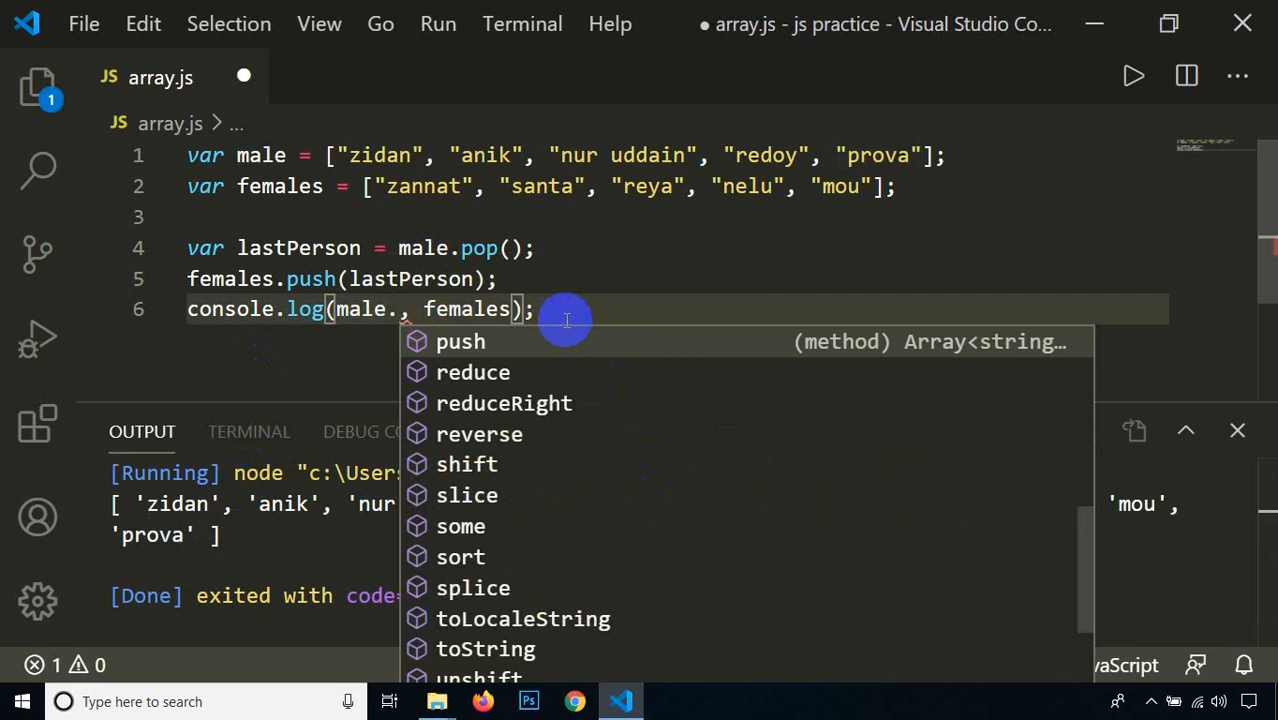 File Edit Selection View Go Run Terminal Help ● array.js - js practice - Visual Studio Co...
JS array.js
JS array.js > ...
1 var male = ["zidan", "anik", "nur uddain", "redoy", "prova"];
2 var females = ["zannat", "santa", "reya", "nelu", "mou"];
3
4 var lastPerson = male.pop();
5 females.push(lastPerson);
6 console.log(male., females);
1
push (method) Array<string...
reduce
reduceRight
reverse
shift
slice
some
sort
splice
toLocaleString
toString
unshift
OUTPUT TERMINAL DEBUG CO
[Running] node "c:\Users
[ 'zidan', 'anik', 'nur 'mou',
'prova' ]
[Done] exited with code=
1 0 vaScript
Type here to search
Ps